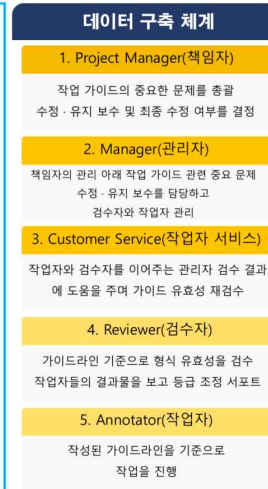 데이터 구축 체계
1. Project Manager(책임자)
작업 가이드의 중요한 문제를 총괄
수정 · 유지 보수 및 최종 수정 여부를 결정
2. Manager(관리자)
책임자의 관리 아래 작업 가이드 관련 중요 문제
수정 · 유지 보수를 담당하고
검수자와 작업자 관리
3. Customer Service(작업자 서비스)
작업자와 검수자를 이어주는 관리자 검수 결과
에 도움을 주며 가이드 유효성 재검수
4. Reviewer(검수자)
가이드라인 기준으로 형식 유효성을 검수
작업자들의 결과물을 보고 등급 조정 서포트
5. Annotator(작업자)
작성된 가이드라인을 기준으로
작업을 진행